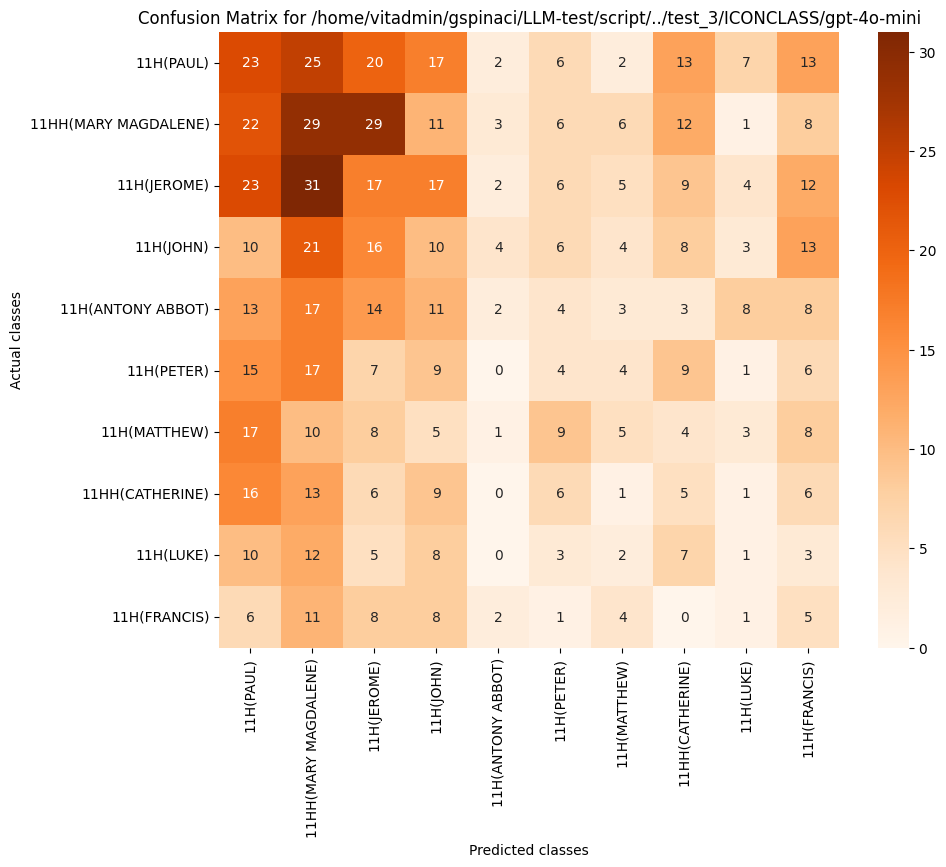 Confusion Matrix for /home/vitadmin/gspinaci/LLM-test/script/../test_3/ICONCLASS/gpt-4o-mini
Actual classes
11H(PAUL) 23 25 20 17 2 6 2 13 7 13
11HH(MARY MAGDALENE) 22 29 29 11 3 6 6 12 1 8
11H(JEROME) 23 31 17 17 2 6 5 9 4 12
11H(JOHN) 10 21 16 10 4 6 4 8 3 13
11H(ANTONY ABBOT) 13 17 14 11 2 4 3 3 8 8
11H(PETER) 15 17 7 9 0 4 4 9 1 6
11H(MATTHEW) 17 10 8 5 1 9 5 4 3 8
11HH(CATHERINE) 16 13 6 9 0 6 1 5 1 6
11H(LUKE) 10 12 5 8 0 3 2 7 1 3
11H(FRANCIS) 6 11 8 8 2 1 4 0 1 5
11H(PAUL)
11HH(MARY MAGDALENE)
11H(JEROME)
11H(JOHN)
11H(ANTONY ABBOT)
11H(PETER)
11H(MATTHEW)
11HH(CATHERINE)
11H(LUKE)
11H(FRANCIS)
Predicted classes
30
25
20
15
10
5
0